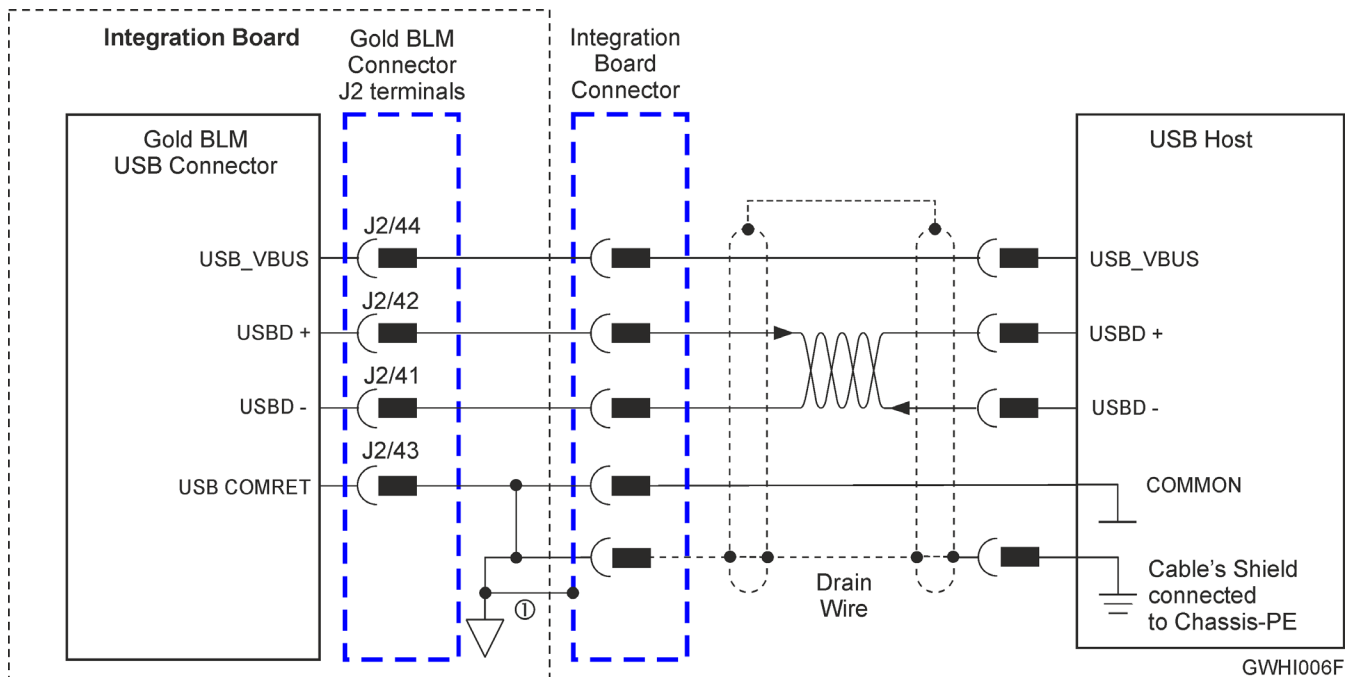 Integration Board
Gold BLM
Connector
J2 terminals
Integration
Board
Connector
Gold BLM
USB Connector
USB Host
J2/44
USB_VBUS
USB_VBUS
J2/42
USBD +
USBD +
J2/41
USBD -
USBD -
J2/43
USB COMRET
COMMON
①
Drain
Wire
Cable's Shield
connected
to Chassis-PE
GWHI006F